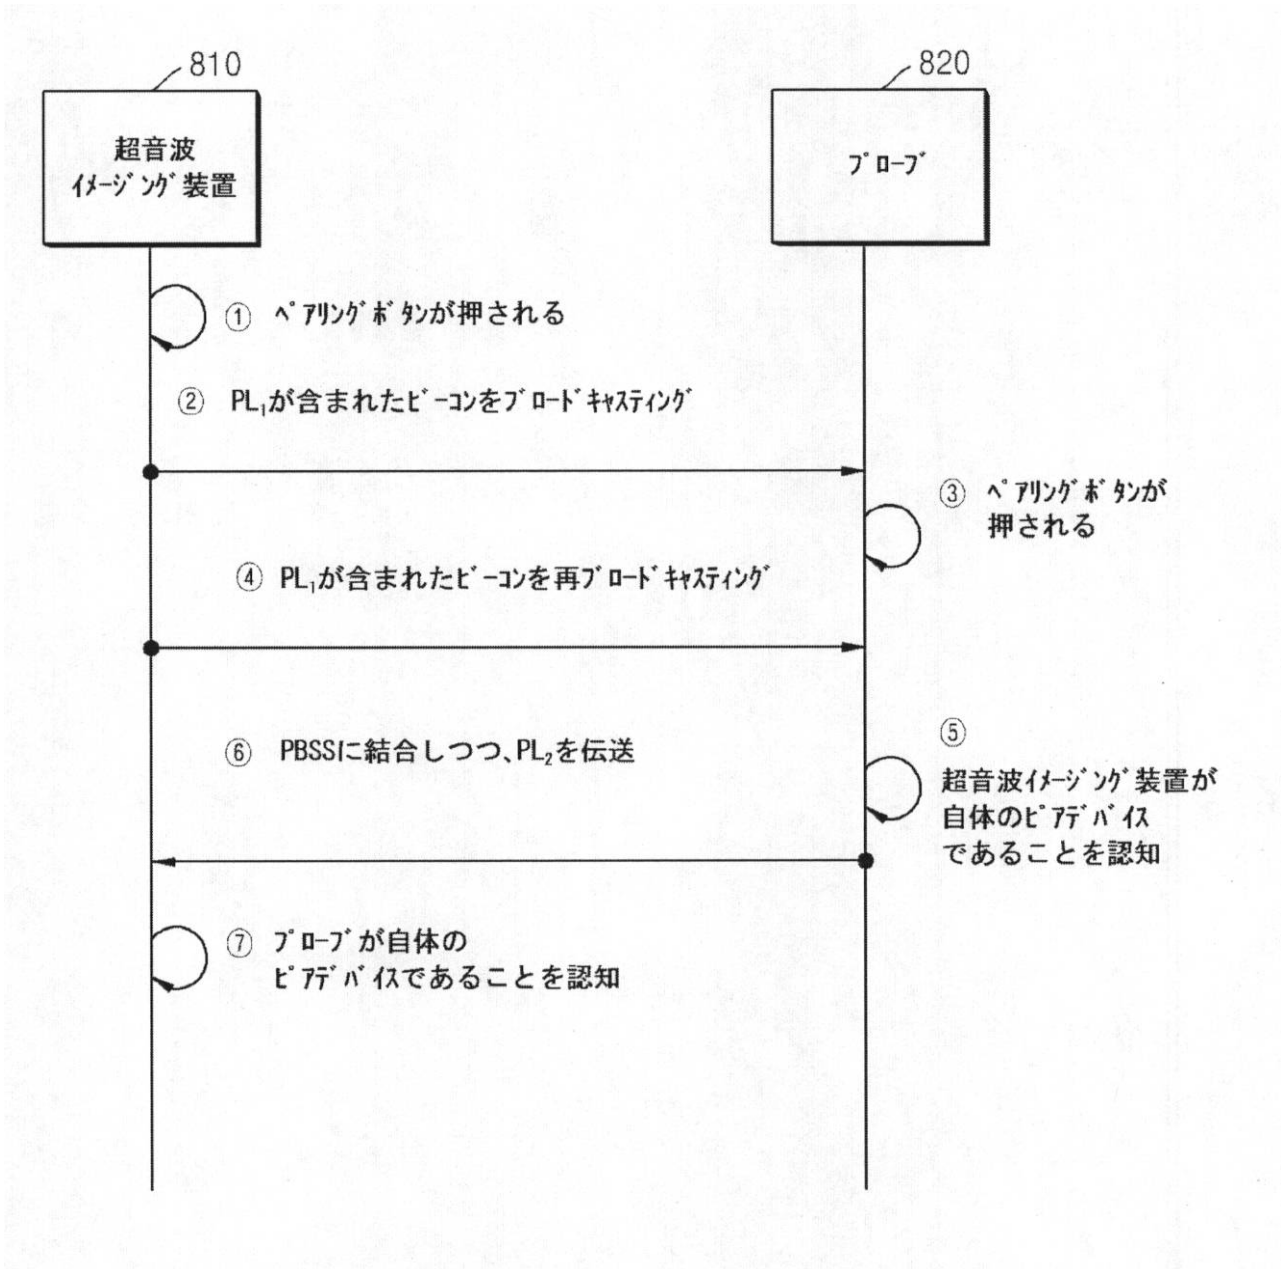 810
820
超音波
ｲﾒｰｼﾞﾝｸﾞ装置
ﾌﾟﾛｰﾌﾞ
① ﾍﾟｱﾘﾝｸﾞﾎﾞﾀﾝが押される
② PL₁が含まれたﾋﾞｰｺﾝをﾌﾞﾛｰﾄﾞｷｬｽﾃｨﾝｸﾞ
③ ﾍﾟｱﾘﾝｸﾞﾎﾞﾀﾝが
押される
④ PL₁が含まれたﾋﾞｰｺﾝを再ﾌﾞﾛｰﾄﾞｷｬｽﾃｨﾝｸﾞ
⑤
超音波ｲﾒｰｼﾞﾝｸﾞ装置が
自体のﾋﾟｱﾃﾞﾊﾞｲｽ
であることを認知
⑥ PBSSに結合しつつ､PL₂を伝送
⑦ ﾌﾟﾛｰﾌﾞが自体の
ﾋﾟｱﾃﾞﾊﾞｲｽであることを認知